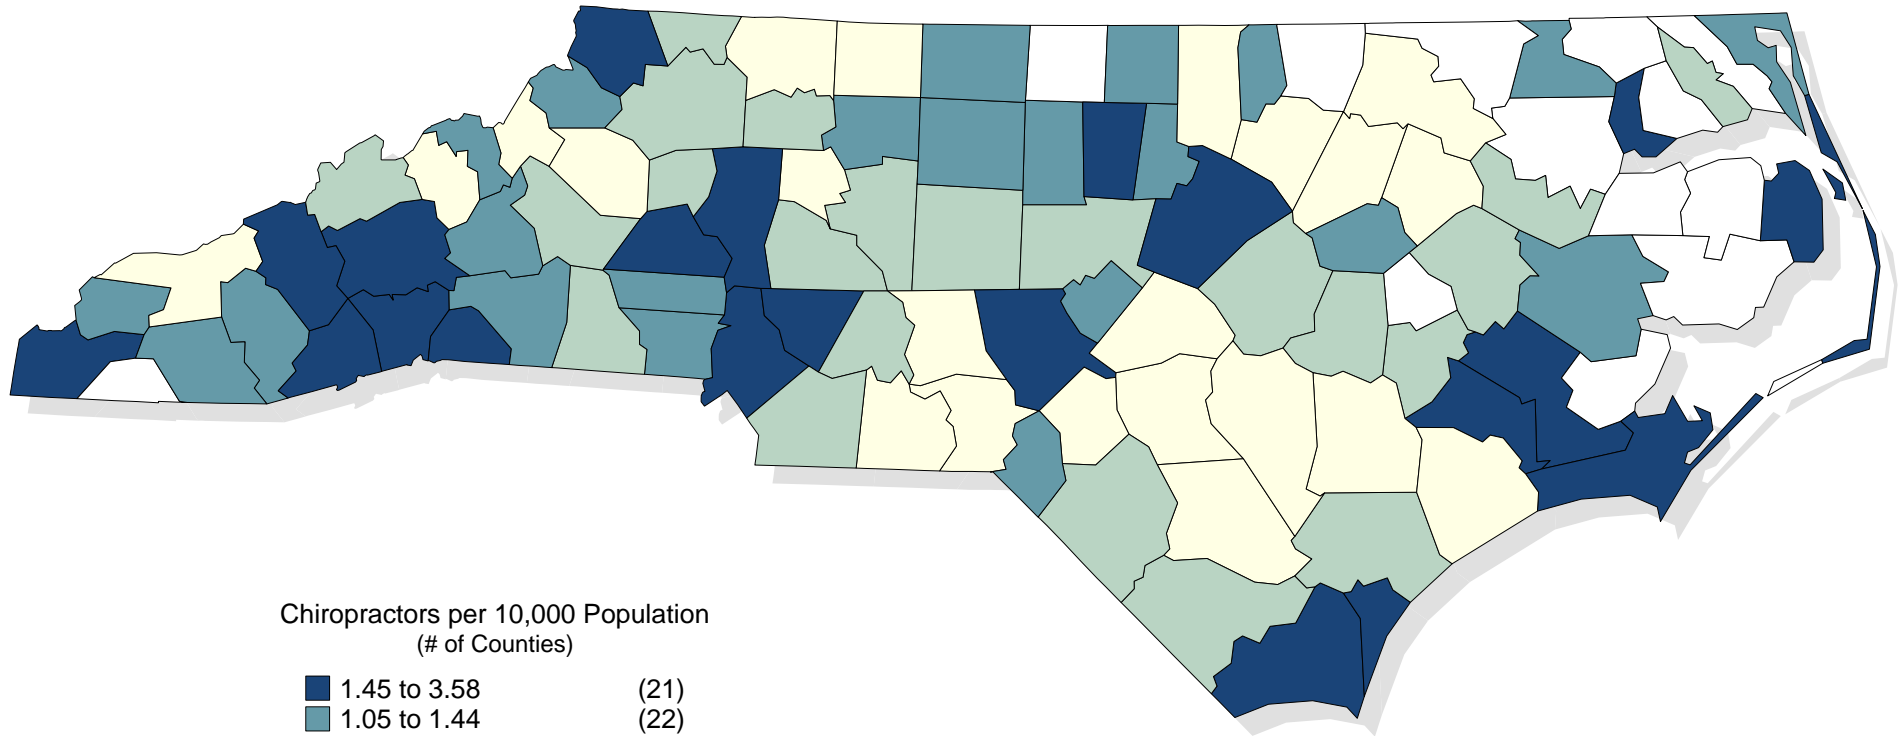 Chiropractors per 10,000 Population
(# of Counties)
1.45 to 3.58 (21)
1.05 to 1.44 (22)